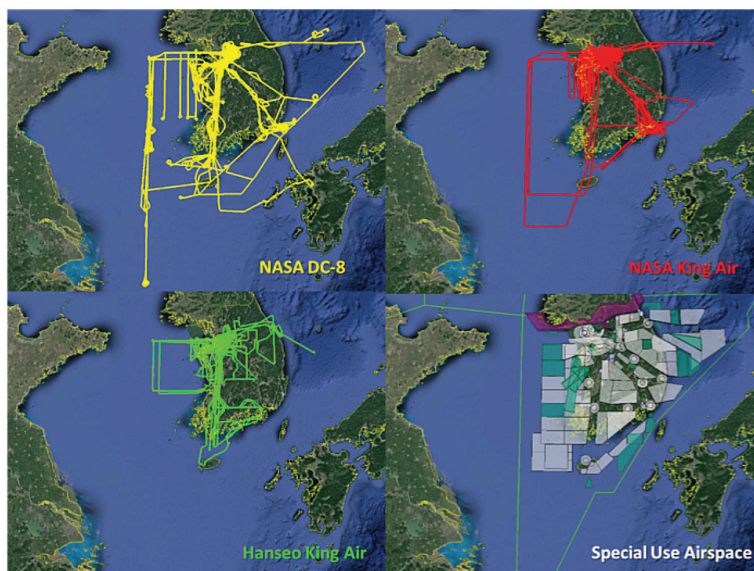 NASA DC-8
NASA King Air
Hanseo King Air
Special Use Airspace